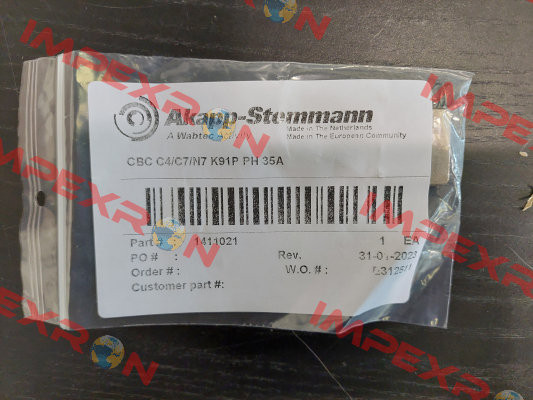 Akapp-Stemmann
A Wabtec
Made in The Netherlands
Made in The European Community
CBC C4/C7/N7 K91P PH 35A
Part # : 1411021 1 EA
PO # : Rev.
Order # : W.O. # :
Customer part #:
IMPEXRON
IMPEXRON
IMPEXRON
IMPEXRON